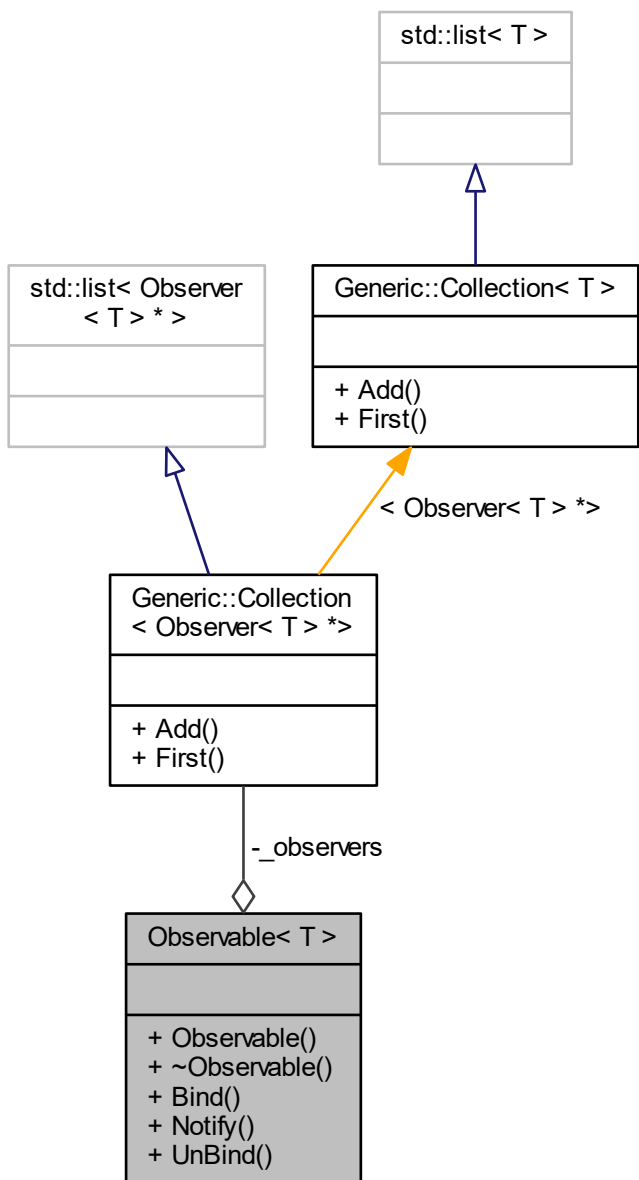 std::list< T >
std::list< Observer
< T > * >
Generic::Collection< T >
+ Add()
+ First()
< Observer< T > *>
Generic::Collection
< Observer< T > *>
+ Add()
+ First()
-_observers
Observable< T >
+ Observable()
+ ~Observable()
+ Bind()
+ Notify()
+ UnBind()